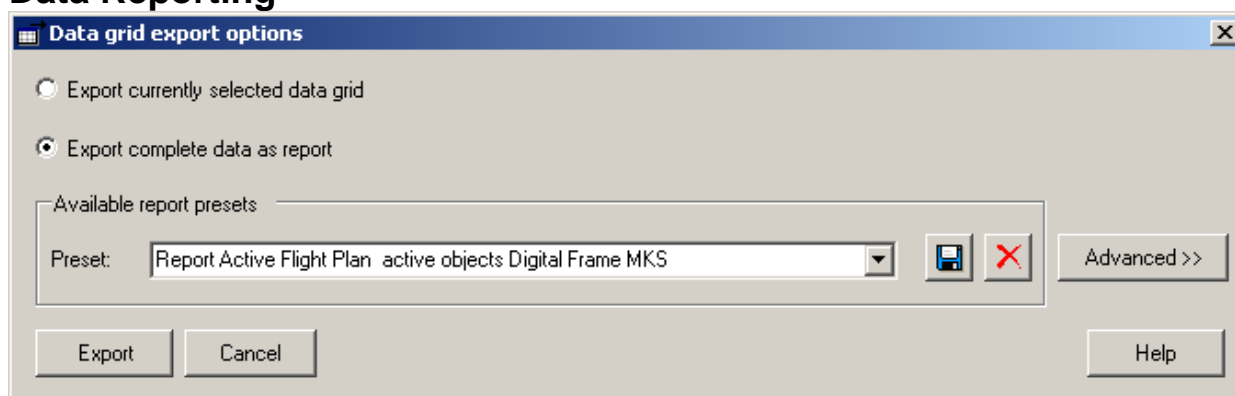 Data Reporting
Data grid export options
Export currently selected data grid
Export complete data as report
Available report presets
Preset: Report Active Flight Plan  active objects Digital Frame MKS Advanced >>
Export Cancel Help